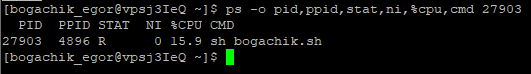 [bogachik_egor@vpsj3IeQ ~]$ ps -o pid,ppid,stat,ni,%cpu,cmd 27903
  PID  PPID STAT  NI %CPU CMD
27903  4896 R      0 15.9 sh bogachik.sh
[bogachik_egor@vpsj3IeQ ~]$